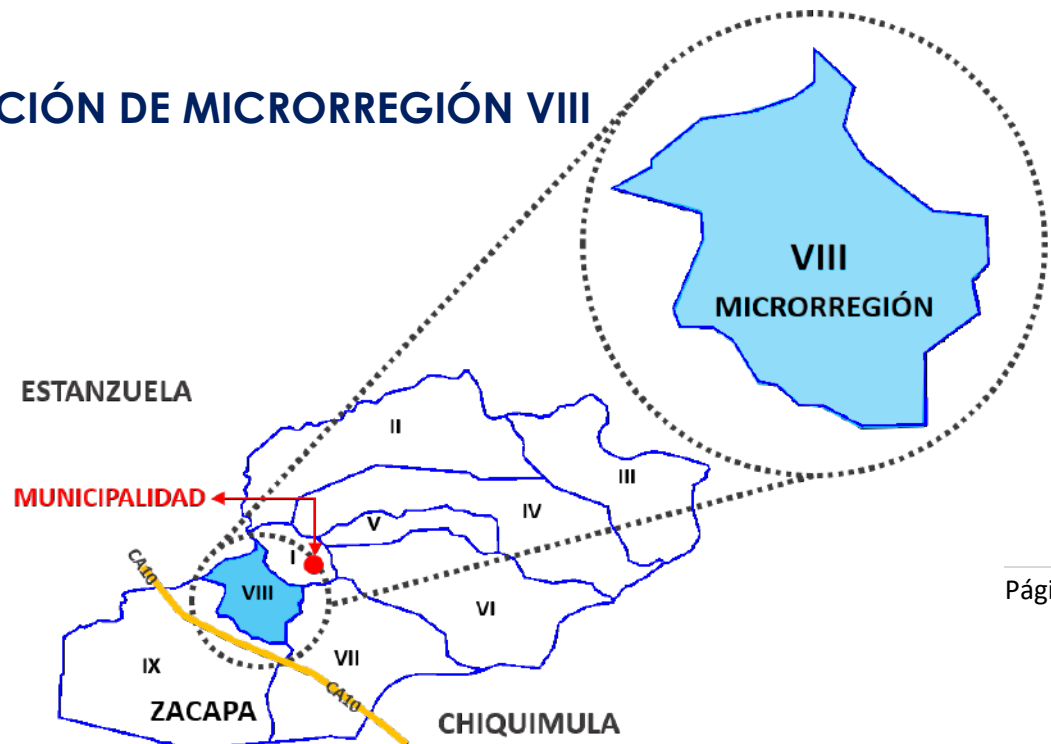 CIÓN DE MICRORREGIÓN VIII
VIII
MICRORREGIÓN
ESTANZUELA
II
III
MUNICIPALIDAD
IV
V
I
CA10
VIII
VI
Pági
VII
IX
CA10
ZACAPA
CHIQUIMULA